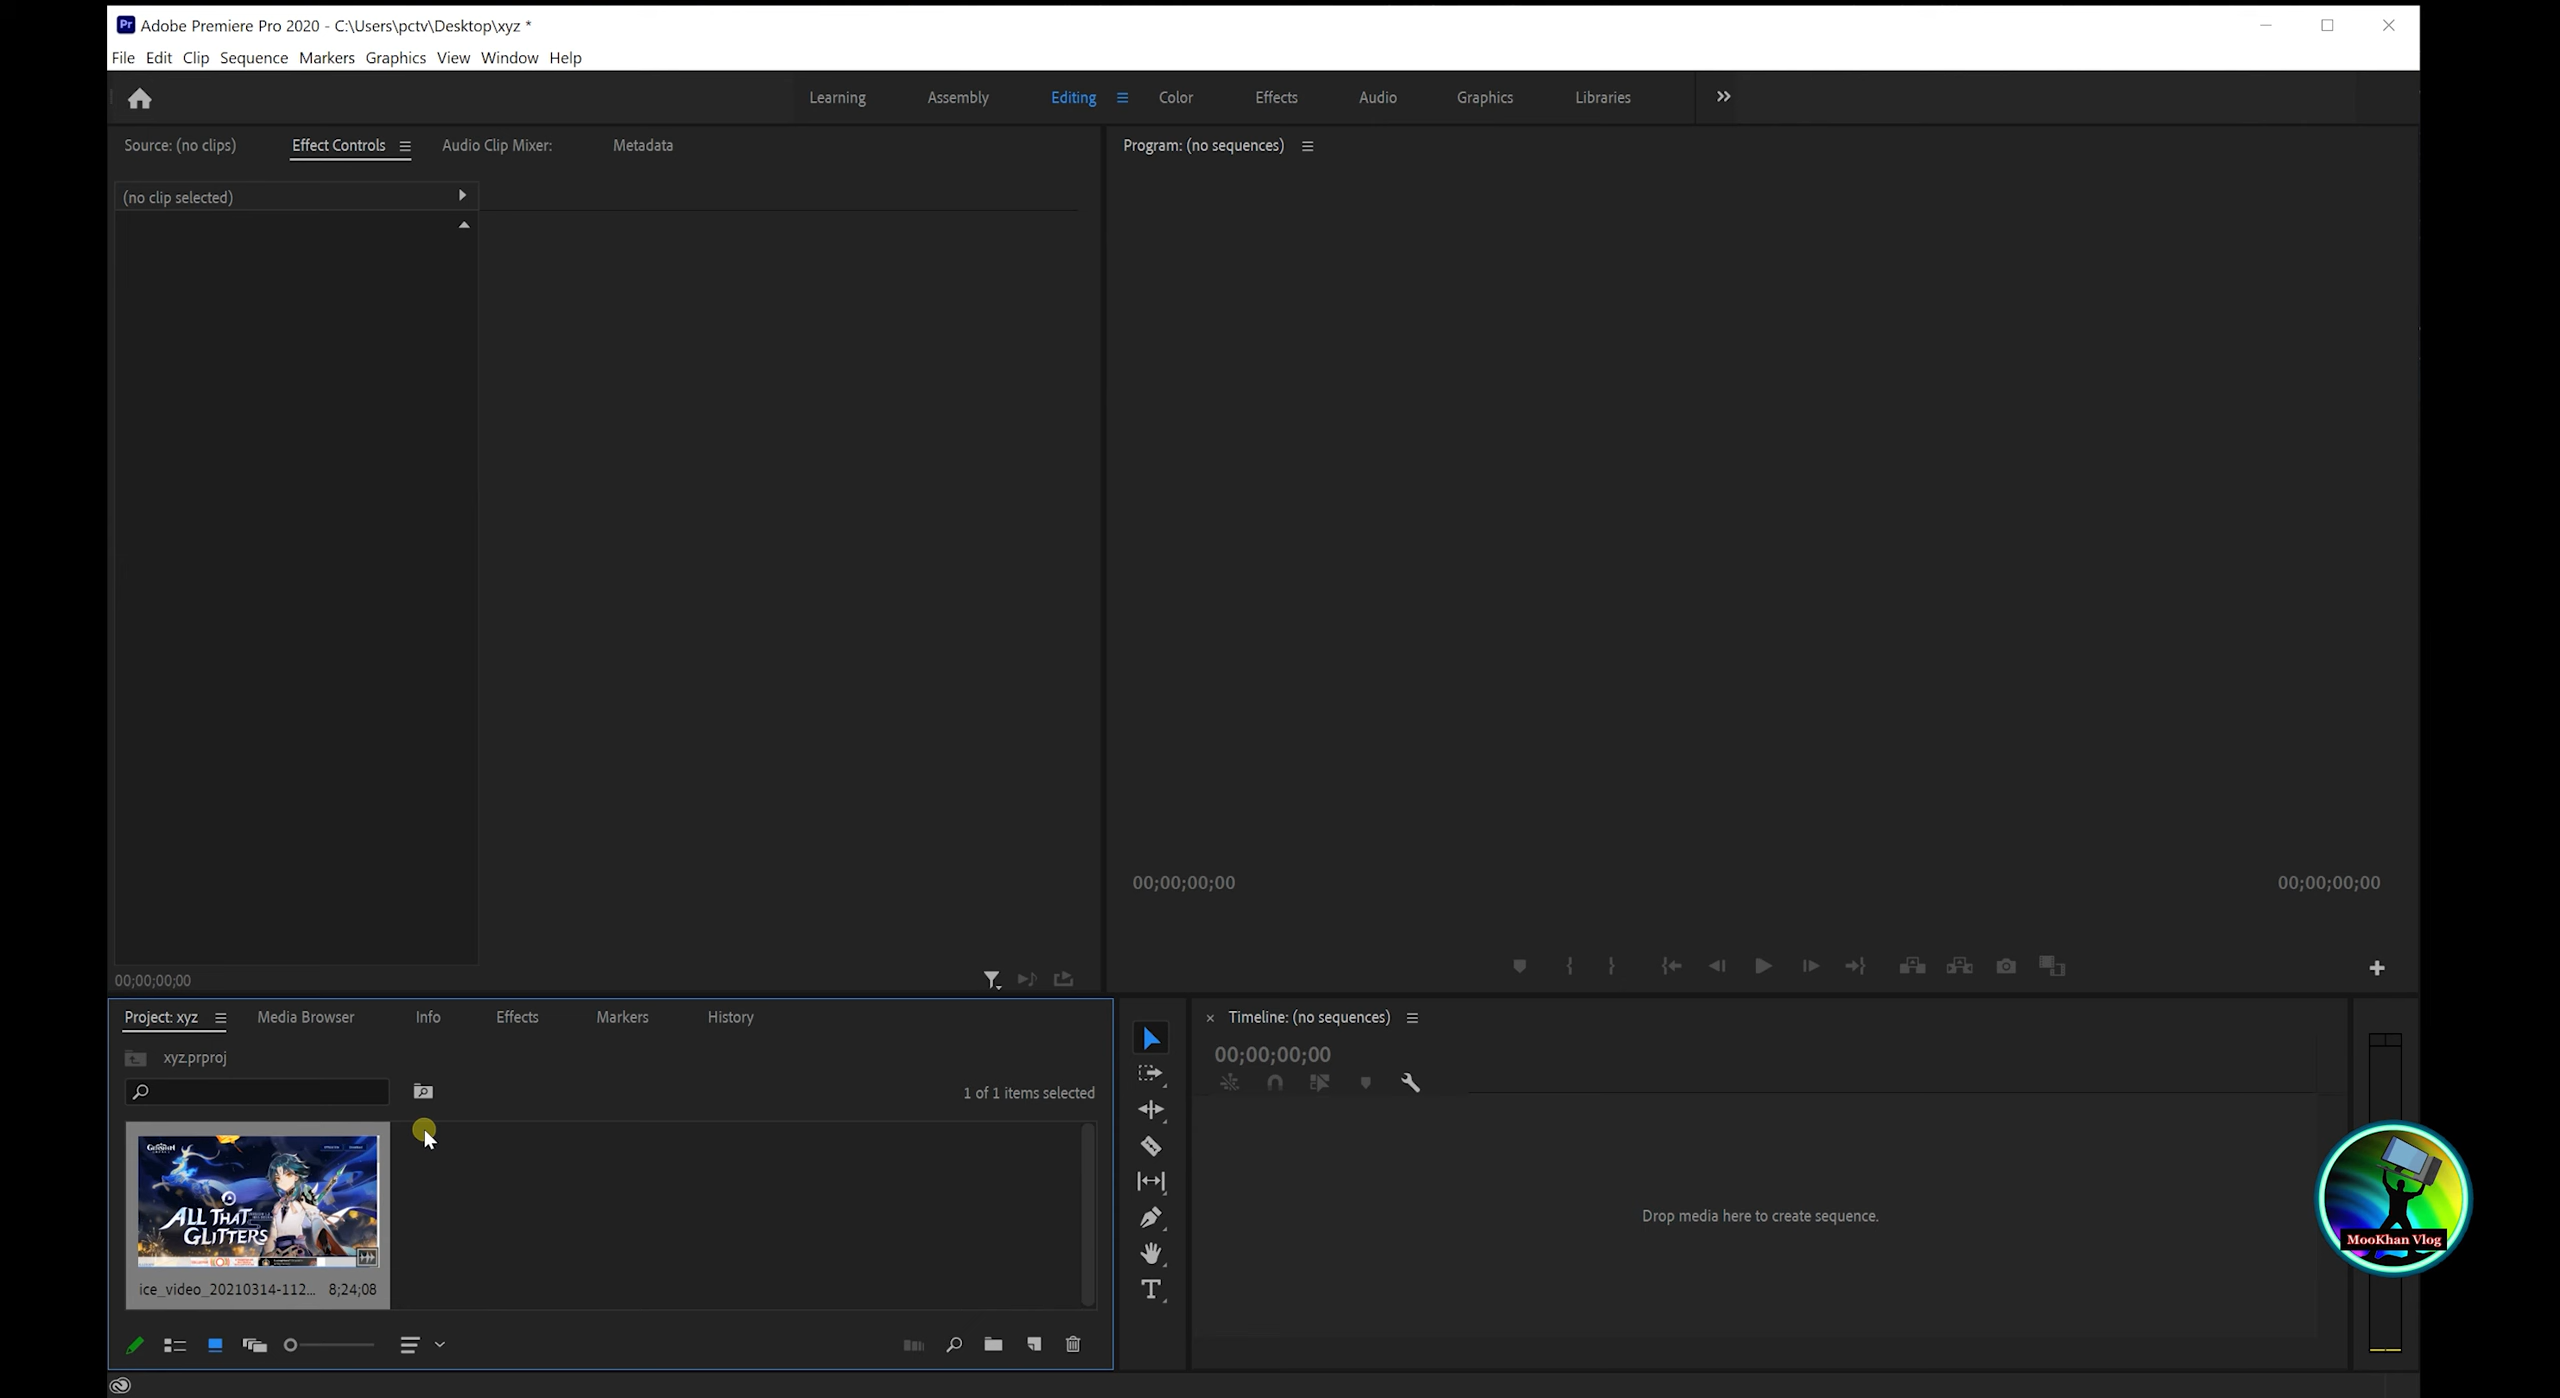 Pr Adobe Premiere Pro 2020 - C:\Users\pctv\Desktop\xyz *
File Edit Clip Sequence Markers Graphics View Window Help
Learning Assembly Editing Color Effects Audio Graphics Libraries
Source: (no clips) Effect Controls Audio Clip Mixer: Metadata
Program: (no sequences)
(no clip selected)
00;00;00;00 00;00;00;00
00;00;00;00
Project: xyz Media Browser Info Effects Markers History
Timeline: (no sequences)
xyz.prproj
00;00;00;00
1 of 1 items selected
Genshin
ALL THAT
GLITTERS
ice_video_20210314-112... 8;24;08
Drop media here to create sequence.
MooKhan Vlog